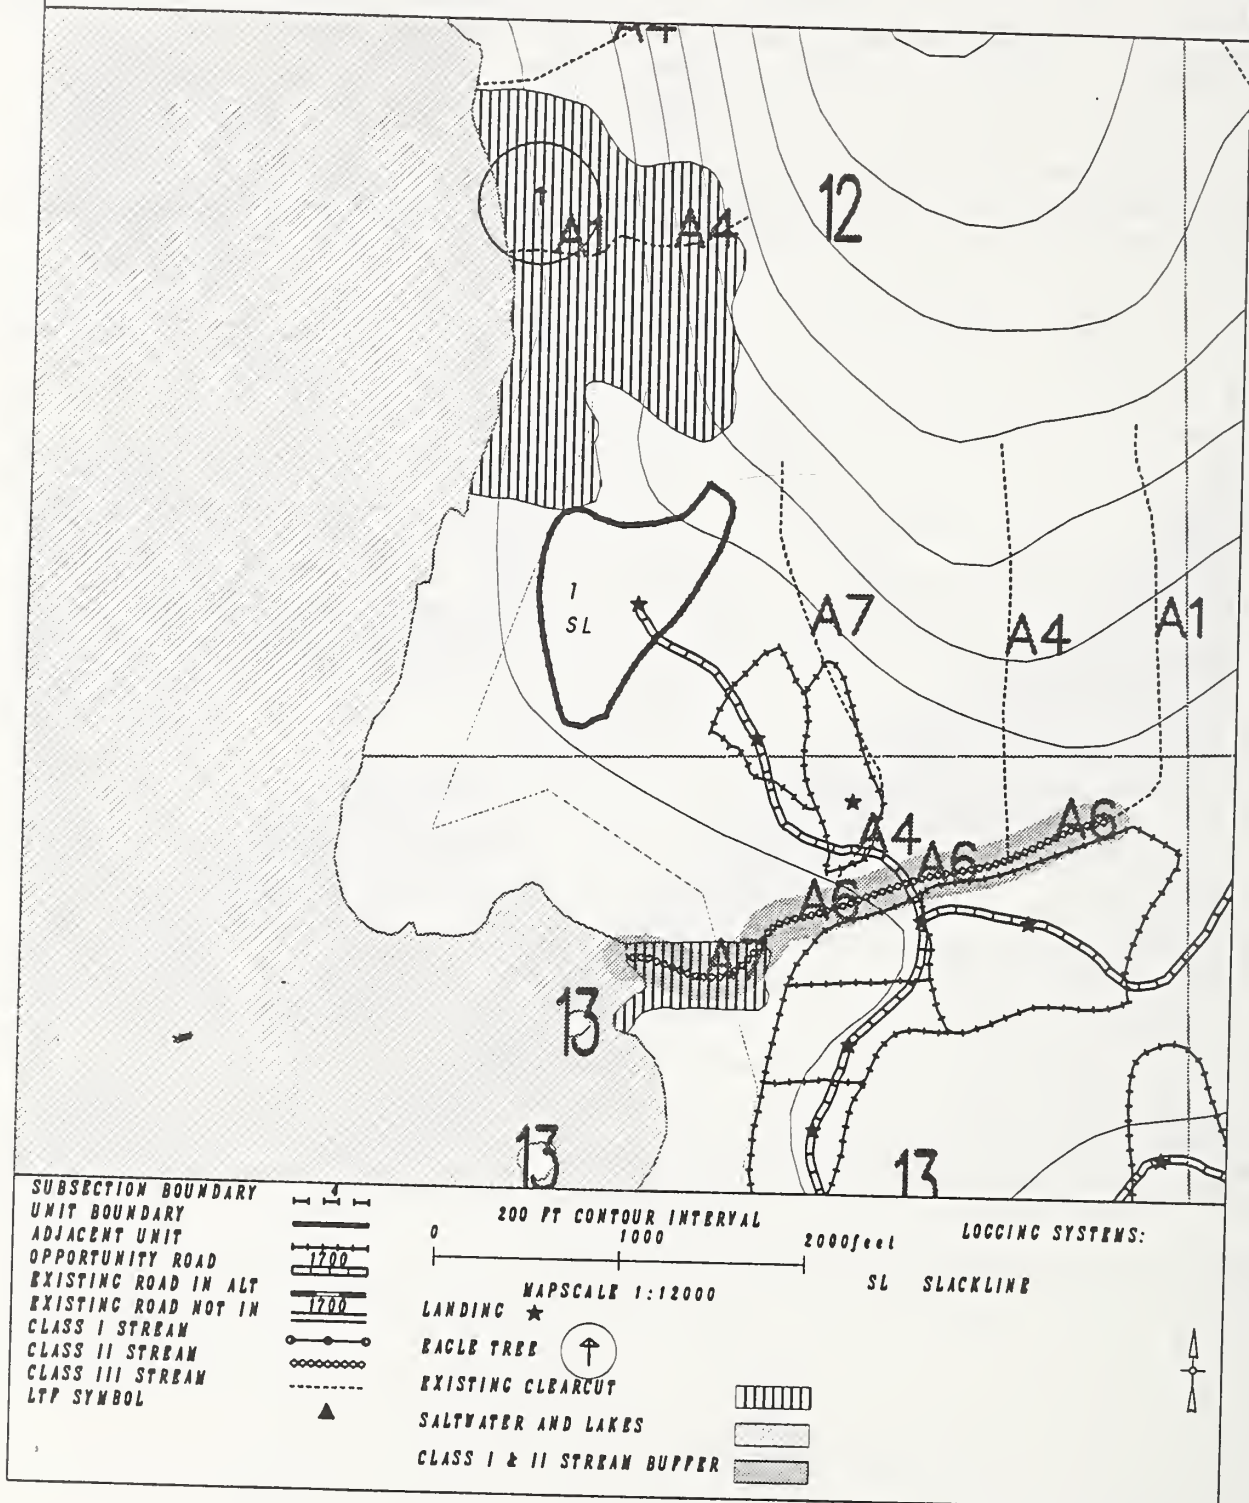 A4
12
1
A1 A4
1
SL
A7
A4
A1
A4
A6
A6
A6
A7
13
13
13
SUBSECTION BOUNDARY 4
UNIT BOUNDARY
ADJACENT UNIT
OPPORTUNITY ROAD 1700
EXISTING ROAD IN ALT
EXISTING ROAD NOT IN 1700
CLASS I STREAM
CLASS II STREAM
CLASS III STREAM
LTF SYMBOL
200 FT CONTOUR INTERVAL
0 1000 2000feet
MAPSCALE 1:12000
LANDING
EAGLE TREE
EXISTING CLEARCUT
SALTWATER AND LAKES
CLASS I & II STREAM BUFFER
LOGGING SYSTEMS:
SL SLACKLINE